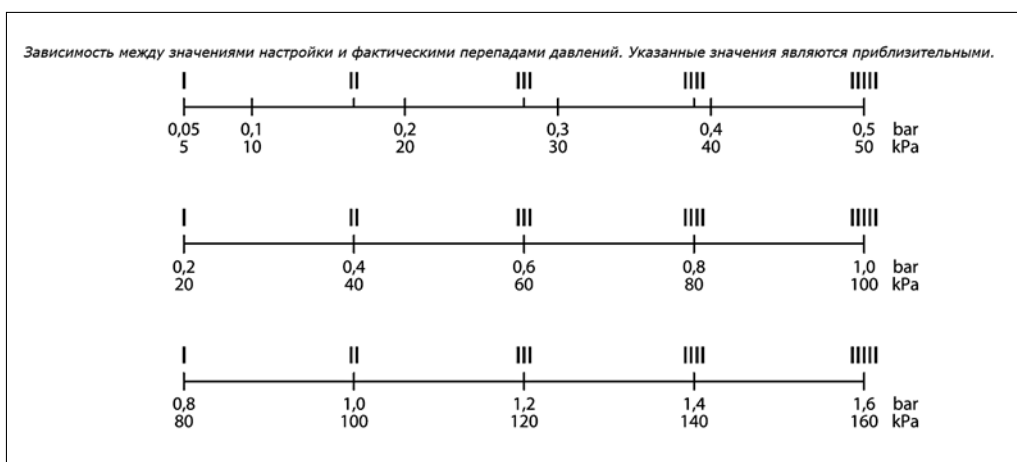 Зависимость между значениями настройки и фактическими перепадами давлений. Указанные значения являются приблизительными.
I II III IIII IIIII
0,05 0,1 0,2 0,3 0,4 0,5 bar
5 10 20 30 40 50 kPa
I II III IIII IIIII
0,2 0,4 0,6 0,8 1,0 bar
20 40 60 80 100 kPa
I II III IIII IIIII
0,8 1,0 1,2 1,4 1,6 bar
80 100 120 140 160 kPa